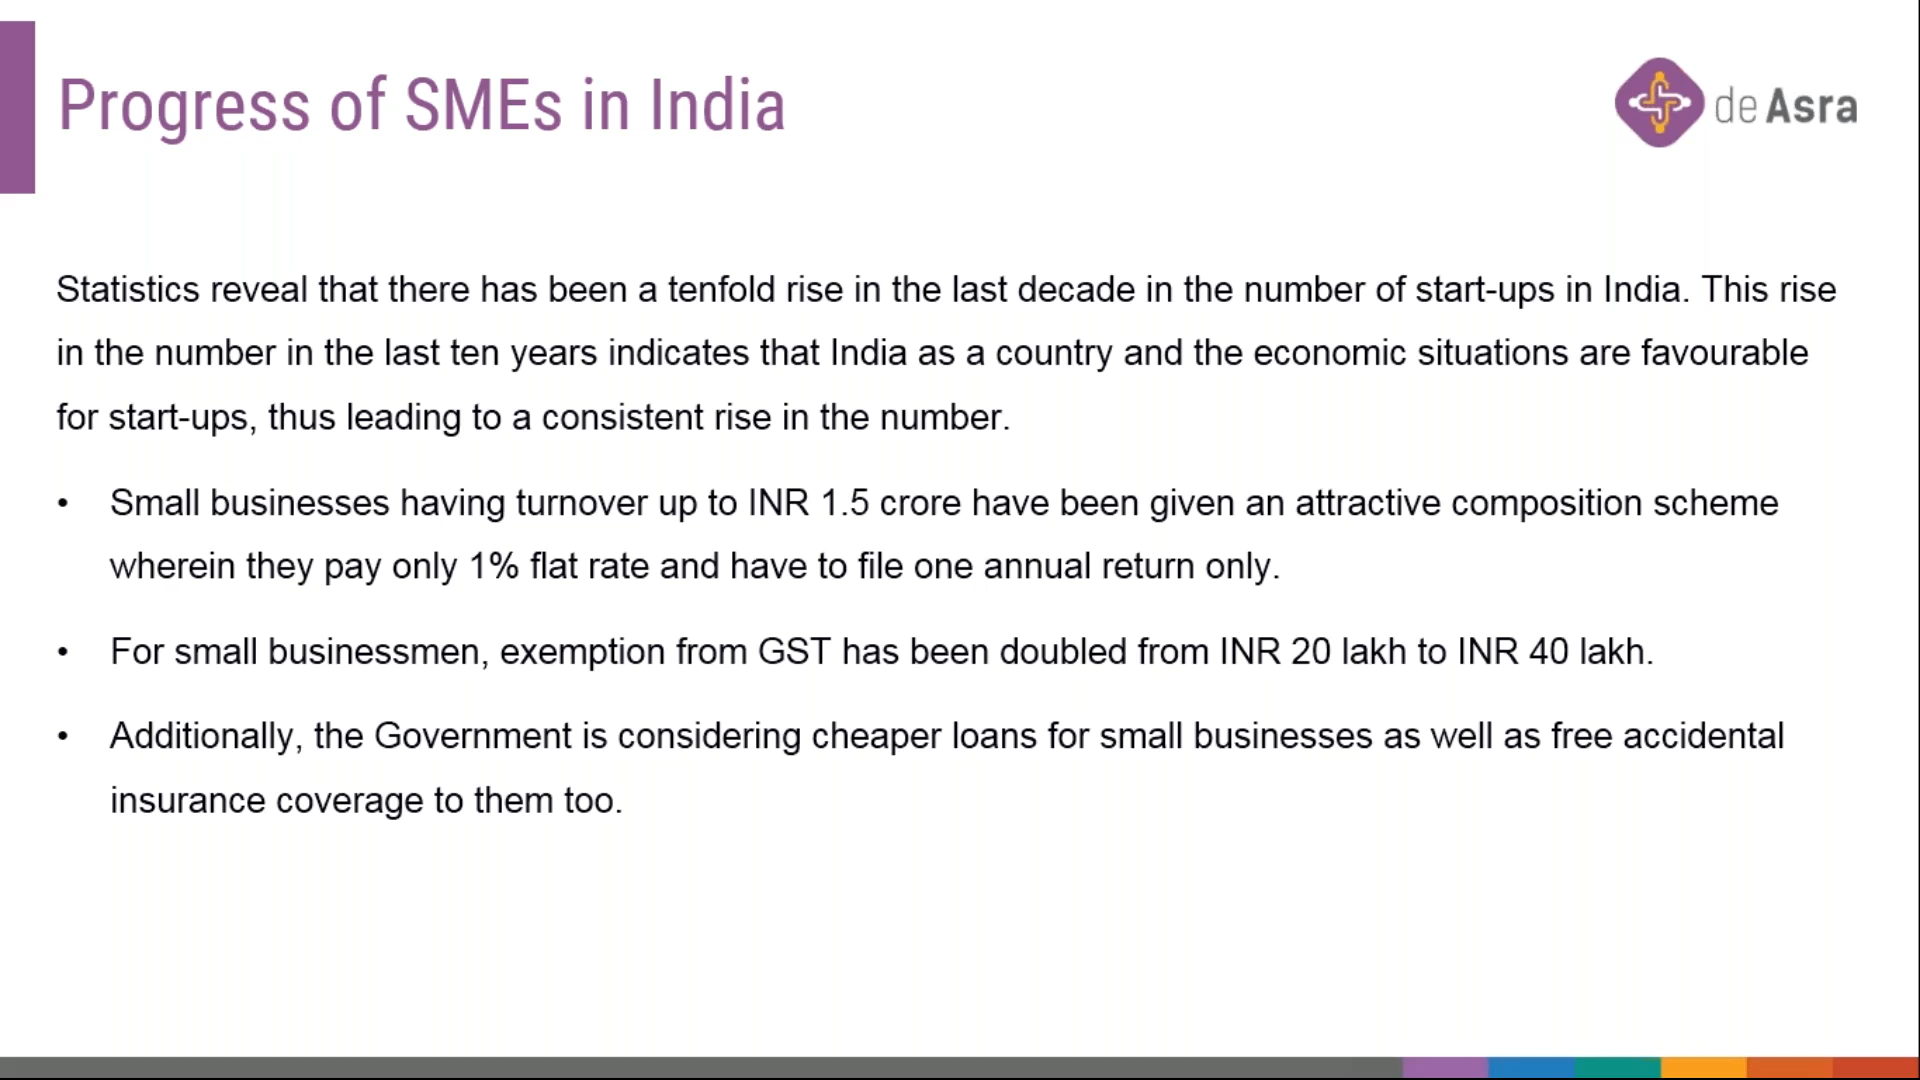 Progress of SMEs in India
de Asra
Statistics reveal that there has been a tenfold rise in the last decade in the number of start-ups in India. This rise
in the number in the last ten years indicates that India as a country and the economic situations are favourable
for start-ups, thus leading to a consistent rise in the number.
• Small businesses having turnover up to INR 1.5 crore have been given an attractive composition scheme
wherein they pay only 1% flat rate and have to file one annual return only.
• For small businessmen, exemption from GST has been doubled from INR 20 lakh to INR 40 lakh.
• Additionally, the Government is considering cheaper loans for small businesses as well as free accidental
insurance coverage to them too.